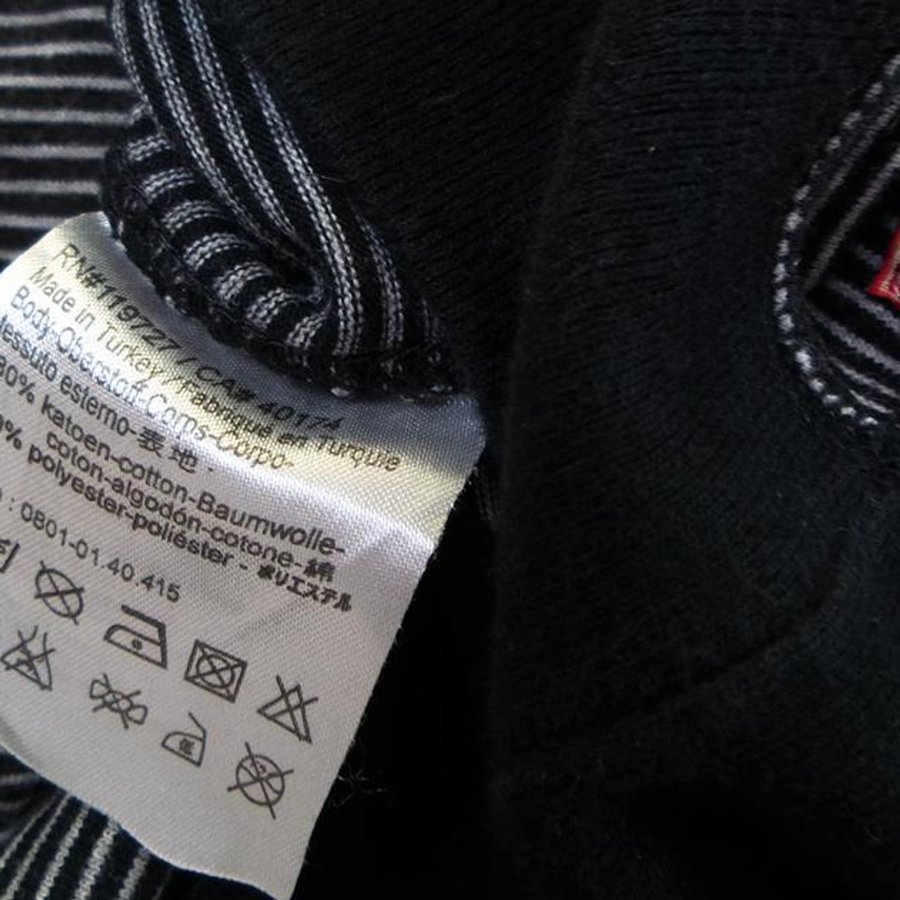 RN#119727 / CA# 40174
Made in Turkey / Fabriqué en Turquie
Body-Oberstoff-Corps-Corpo-
tessuto esterno-表地 ·
80% katoen-cotton-Baumwolle-
coton-algodón-cotone-綿
polyester-poliéster - ポリエステル
: 0801-01.40.415